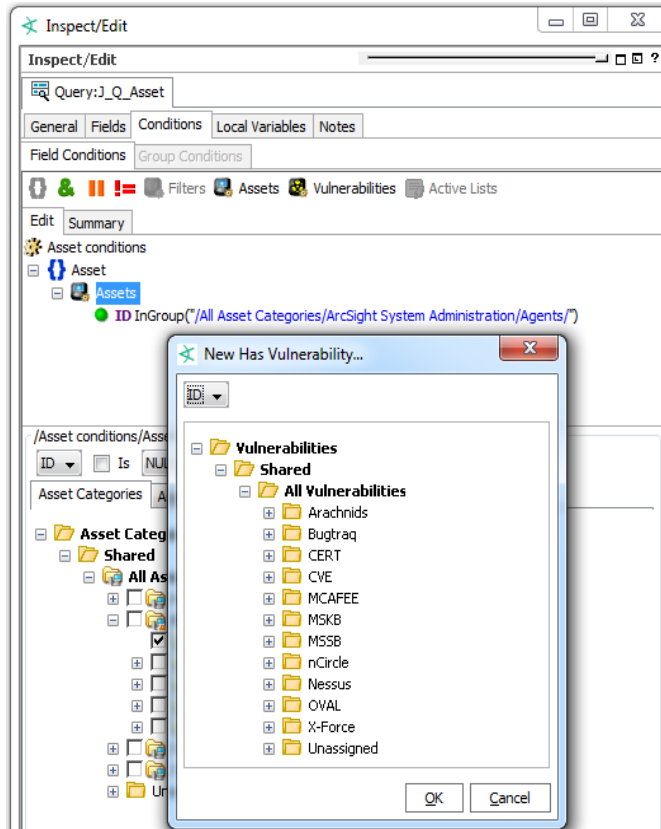 Inspect/Edit
Inspect/Edit
?
Query:J_Q_Asset
General Fields Conditions Local Variables Notes
Field Conditions Group Conditions
{} & || != Filters Assets Vulnerabilities Active Lists
Edit Summary
Asset conditions
{} Asset
Assets
ID InGroup("/All Asset Categories/ArcSight System Administration/Agents/")
New Has Vulnerability...
ID
Vulnerabilities
Shared
All Vulnerabilities
Arachnids
Bugtraq
CERT
CVE
MCAFEE
MSKB
MSSB
nCircle
Nessus
OVAL
X-Force
Unassigned
OK Cancel
/Asset conditions/Asse
ID Is NUL
Asset Categories A
Asset Categ
Shared
All As
Un